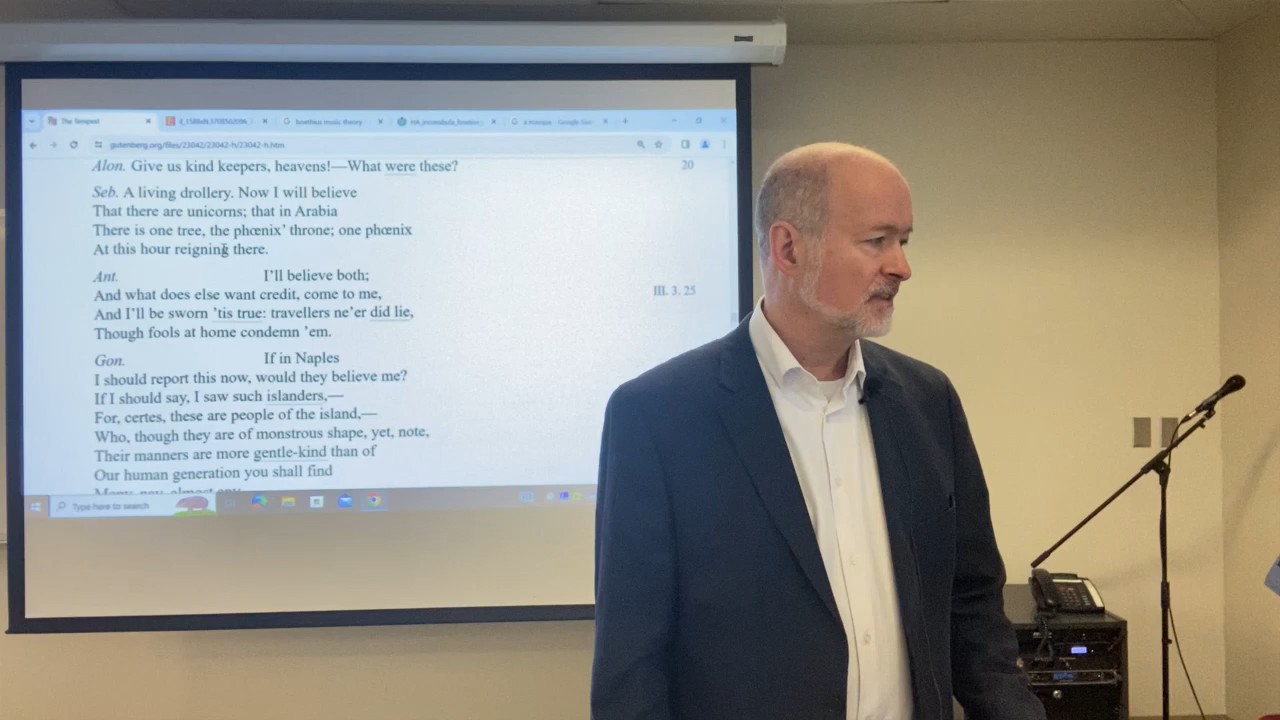 The Tempest
boethius music theory
a masque - Google Sear
gutenberg.org/files/23042/23042-h/23042-h.htm
Alon. Give us kind keepers, heavens!—What were these? 20
Seb. A living drollery. Now I will believe
That there are unicorns; that in Arabia
There is one tree, the phœnix’ throne; one phœnix
At this hour reigning there.
Ant. I’ll believe both;
And what does else want credit, come to me, III. 3. 25
And I’ll be sworn ’tis true: travellers ne’er did lie,
Though fools at home condemn ’em.
Gon. If in Naples
I should report this now, would they believe me?
If I should say, I saw such islanders,—
For, certes, these are people of the island,—
Who, though they are of monstrous shape, yet, note,
Their manners are more gentle-kind than of
Our human generation you shall find
Many, nay, almost any.
Type here to search